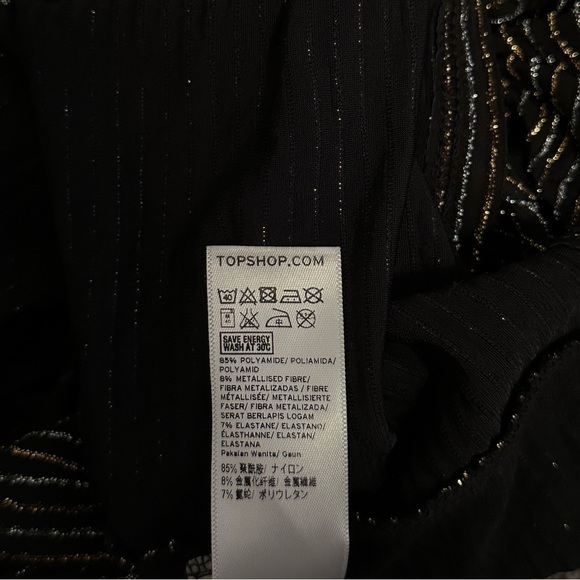 TOPSHOP.COM
40
中
SAVE ENERGY
WASH AT 30C
85% POLYAMIDE/ POLIAMIDA/
POLYAMID
8% METALLISED FIBRE/
FIBRA METALIZADAS / FIBRE
MÉTALLISÉE/ METALLISIERTE
FASER/ FIBRA METALIZADA/
SERAT BERLAPIS LOGAM
7% ELASTANE/ ELASTANO/
ÉLASTHANNE/ ELASTAN/
ELASTANA
Pakaian Wanita/ Gaun
85% 聚酰胺/ ナイロン
8% 金属化纤维/ 金属繊維
7% 氨纶/ ポリウレタン